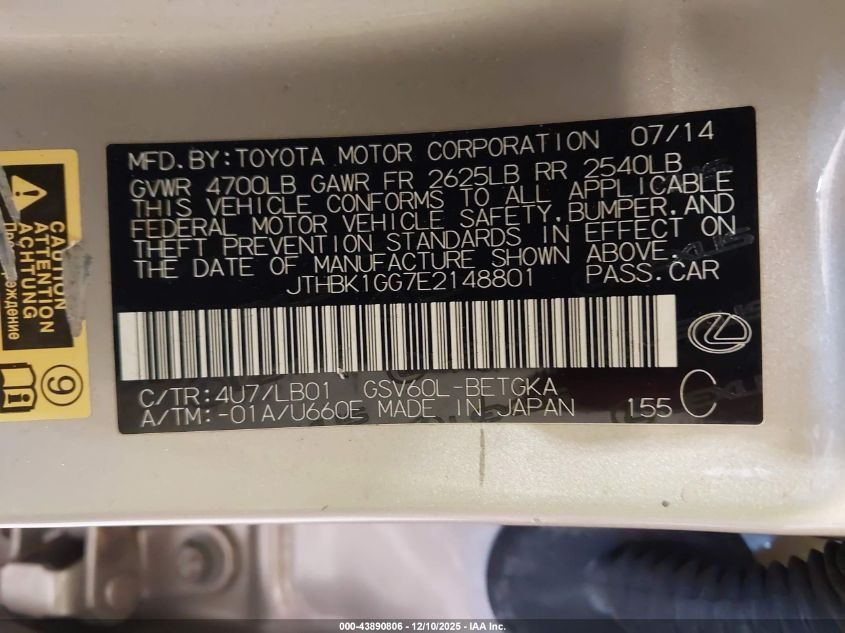 MFD.BY:TOYOTA MOTOR CORPORATION 07/14
GVWR 4700LB GAWR FR 2625LB RR 2540LB
THIS VEHICLE CONFORMS TO ALL APPLICABLE
FEDERAL MOTOR VEHICLE SAFETY,BUMPER,AND
THEFT PREVENTION STANDARDS IN EFFECT ON
THE DATE OF MANUFACTURE SHOWN ABOVE.
JTHBK1GG7E2148801 PASS.CAR
C/TR:4U7/LB01 GSV60L-BETGKA
A/TM:-01A/U660E MADE IN JAPAN 155 C
CAUTION
ATTENTION
ACHTUNG
9
000-43890806 - 12/10/2025 - IAA Inc.